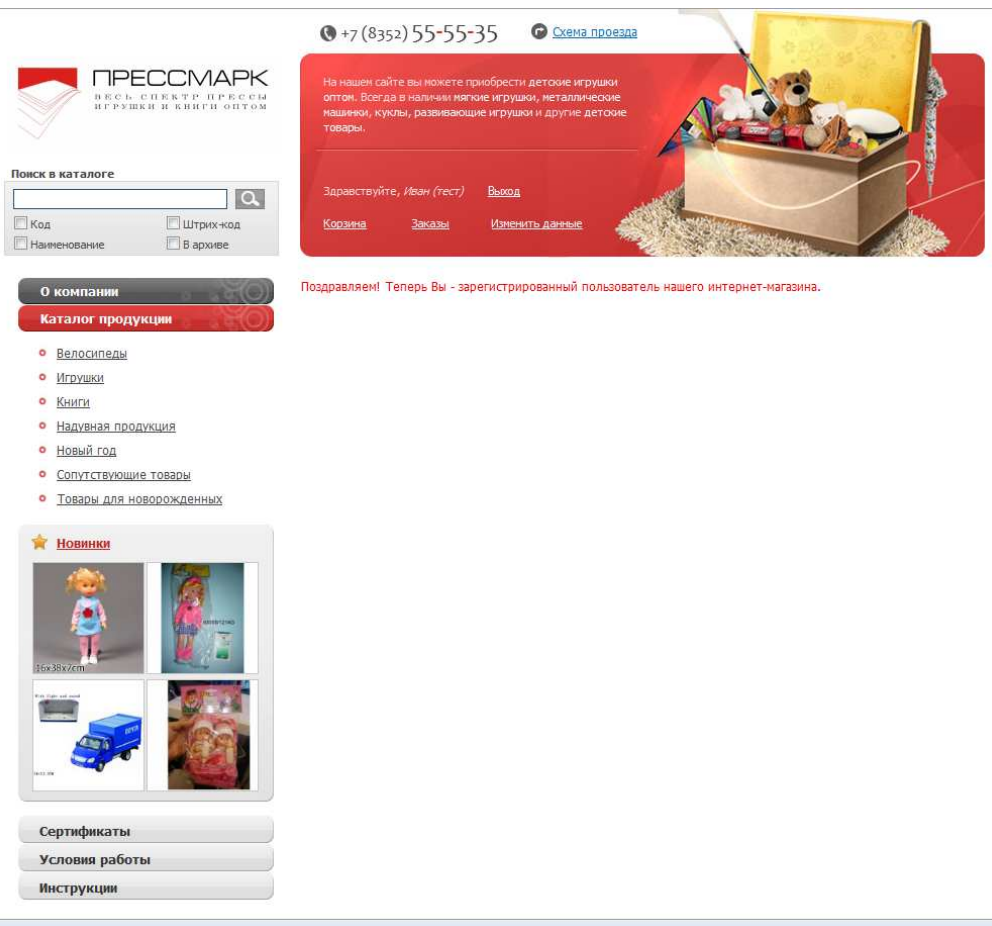 +7 (8352) 55-55-35
Схема проезда
ПРЕССМАРК
ВЕСЬ СПЕКТР ПРЕССЫ
ИГРУШКИ И КНИГИ ОПТОМ
На нашем сайте вы можете приобрести детские игрушки
оптом. Всегда в наличии мягкие игрушки, металлические
машинки, куклы, развивающие игрушки и другие детские
товары.
Здравствуйте, Иван (тест) Выход
Корзина Заказы Изменить данные
Поиск в каталоге
Код Штрих-код
Наименование В архиве
О компании
Каталог продукции
Поздравляем! Теперь Вы - зарегистрированный пользователь нашего интернет-магазина.
Велосипеды
Игрушки
Книги
Надувная продукция
Новый год
Сопутствующие товары
Товары для новорожденных
Новинки
16x38x7cm
With light and sound
Сертификаты
Условия работы
Инструкции